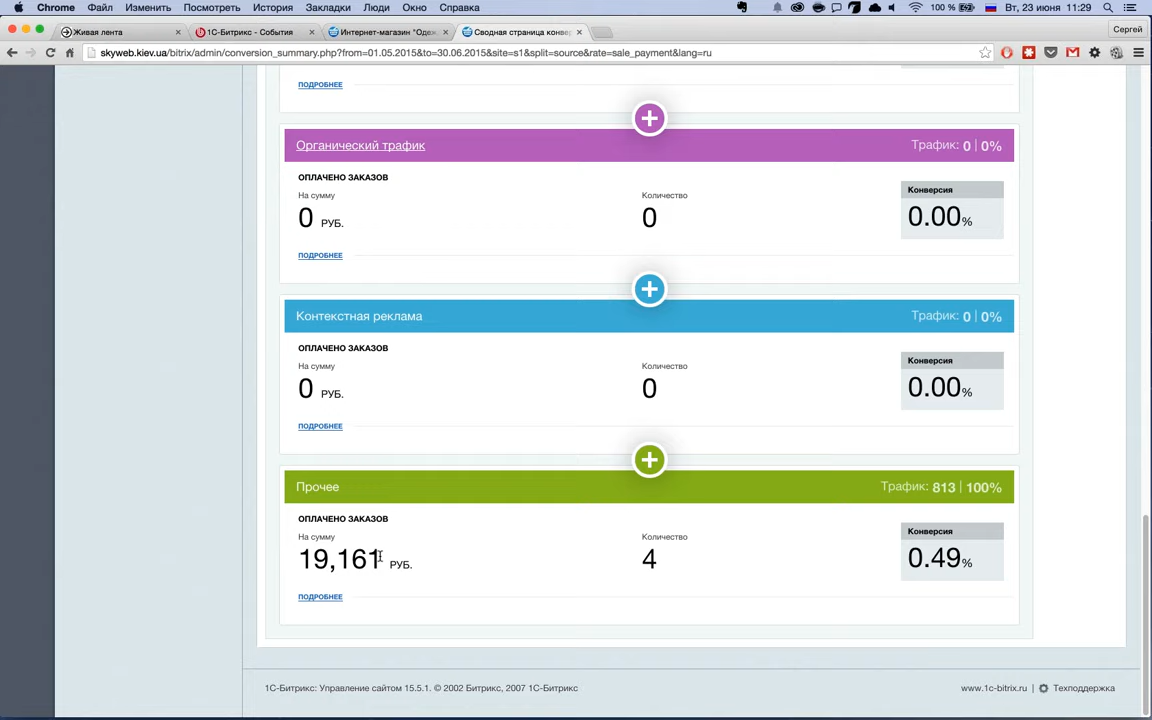 Chrome Файл Изменить Посмотреть История Закладки Люди Окно Справка 100 % Вт, 23 июня 11:29
Живая лента 1С-Битрикс - События Интернет-магазин "Одеж Сводная страница конве Сергей
skyweb.kiev.ua/bitrix/admin/conversion_summary.php?from=01.05.2015&to=30.06.2015&site=s1&split=source&rate=sale_payment&lang=ru
ПОДРОБНЕЕ
Органический трафик Трафик: 0 | 0%
ОПЛАЧЕНО ЗАКАЗОВ
На сумму Количество Конверсия
0 РУБ. 0 0.00%
ПОДРОБНЕЕ
Контекстная реклама Трафик: 0 | 0%
ОПЛАЧЕНО ЗАКАЗОВ
На сумму Количество Конверсия
0 РУБ. 0 0.00%
ПОДРОБНЕЕ
Прочее Трафик: 813 | 100%
ОПЛАЧЕНО ЗАКАЗОВ
На сумму Количество Конверсия
19,161 РУБ. 4 0.49%
ПОДРОБНЕЕ
1С-Битрикс: Управление сайтом 15.5.1. © 2002 Битрикс, 2007 1С-Битрикс www.1c-bitrix.ru | Техподдержка